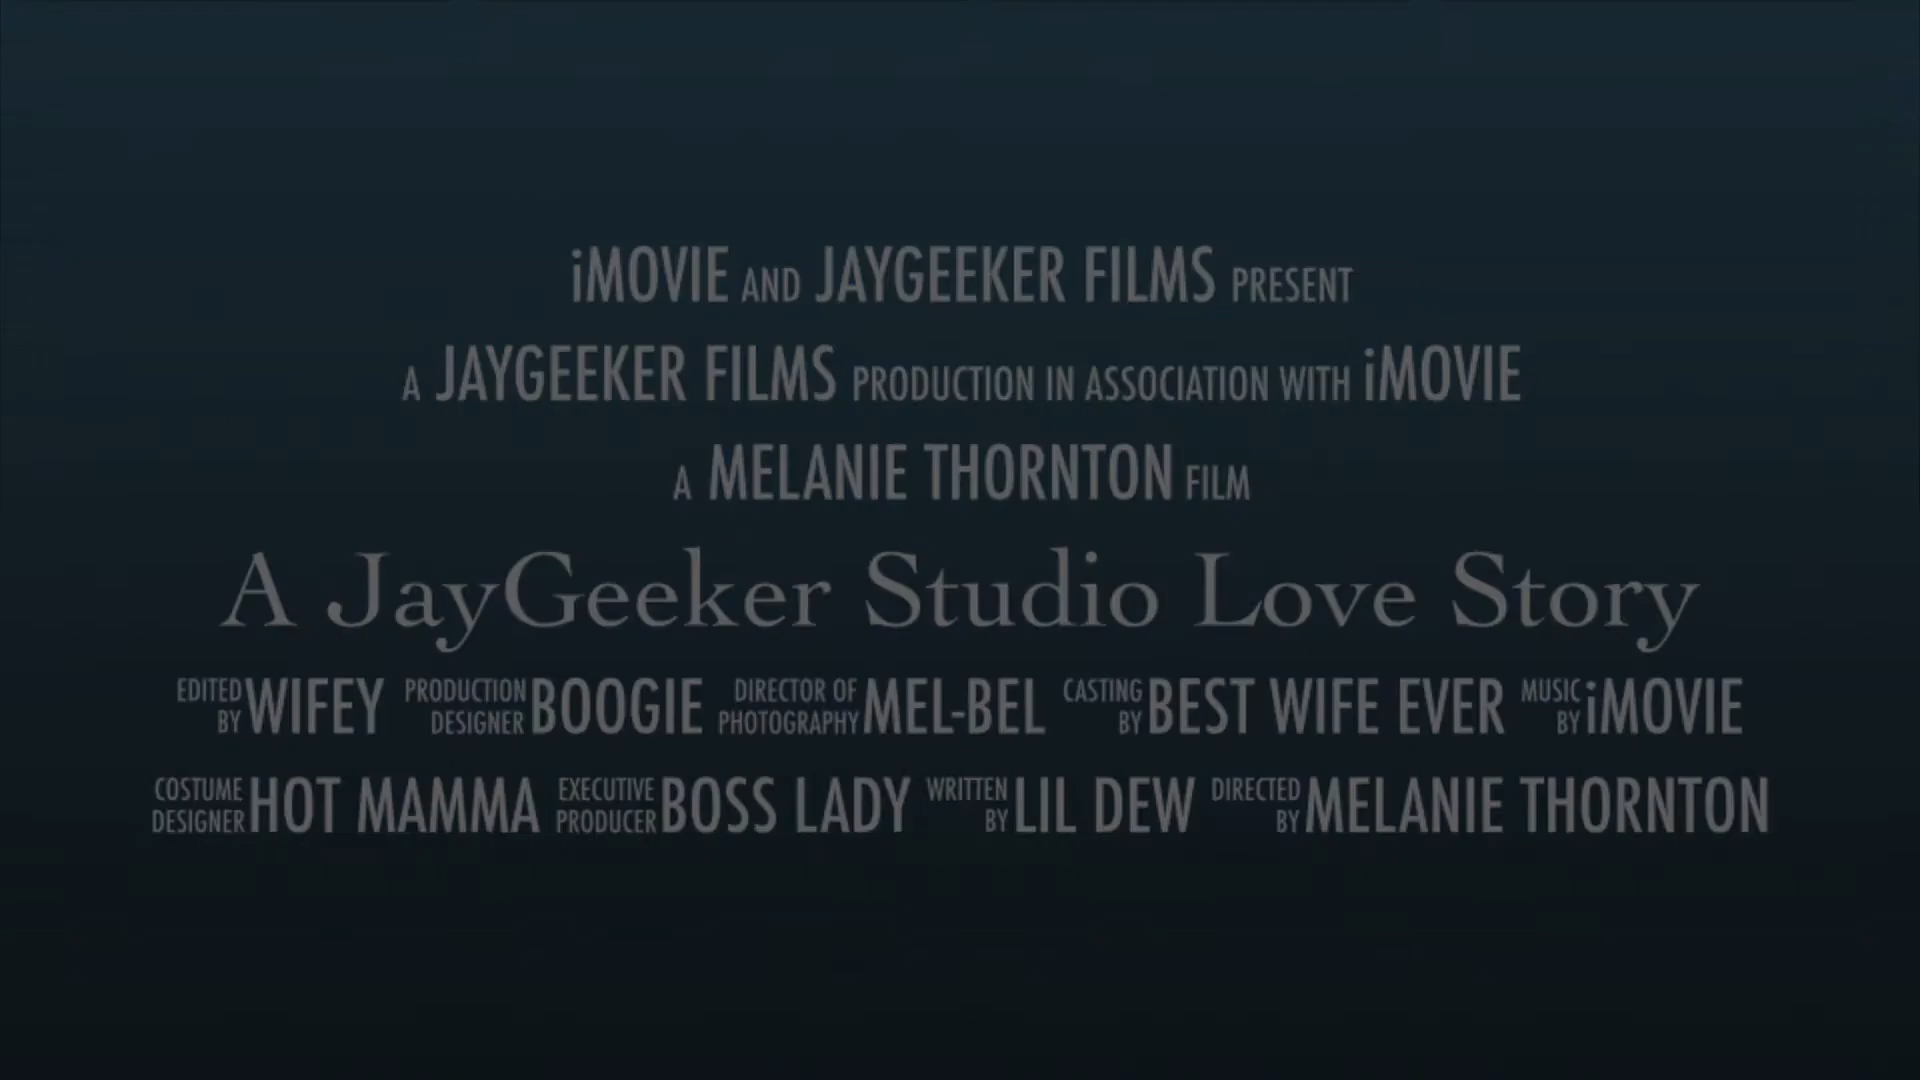 iMOVIE AND JAYGEEKER FILMS PRESENT
A JAYGEEKER FILMS PRODUCTION IN ASSOCIATION WITH iMOVIE
A MELANIE THORNTON FILM
A JayGeeker Studio Love Story
EDITED BY WIFEY PRODUCTION DESIGNER BOOGIE DIRECTOR OF PHOTOGRAPHY MEL-BEL CASTING BY BEST WIFE EVER MUSIC BY iMOVIE
COSTUME DESIGNER HOT MAMMA EXECUTIVE PRODUCER BOSS LADY WRITTEN BY LIL DEW DIRECTED BY MELANIE THORNTON